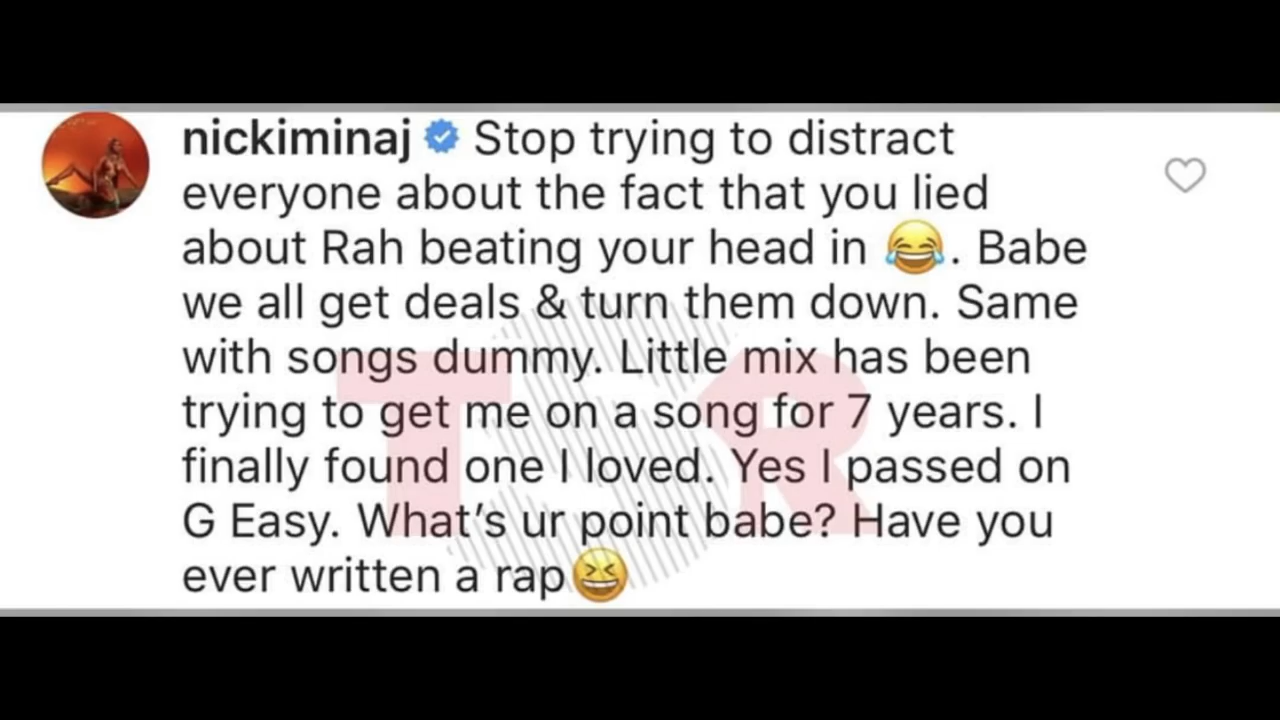 nickiminaj Stop trying to distract
everyone about the fact that you lied
about Rah beating your head in 😂. Babe
we all get deals & turn them down. Same
with songs dummy. Little mix has been
trying to get me on a song for 7 years. I
finally found one I loved. Yes I passed on
G Easy. What's ur point babe? Have you
ever written a rap😆
TSR